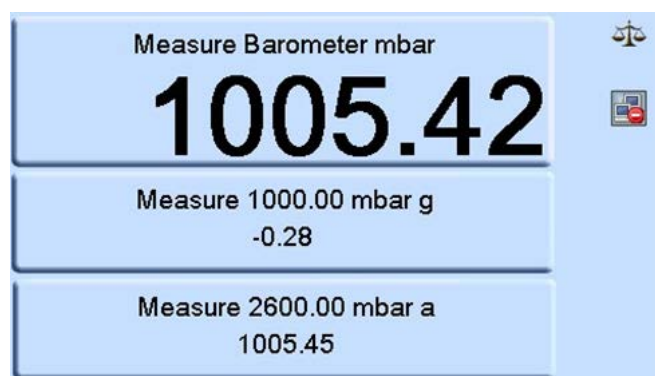 Measure Barometer mbar
1005.42
Measure 1000.00 mbar g
-0.28
Measure 2600.00 mbar a
1005.45